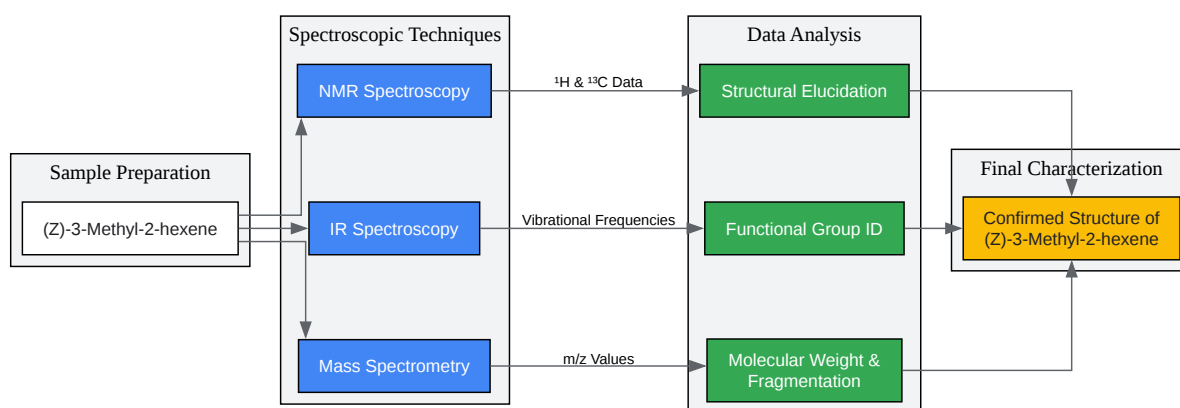 Spectroscopic Techniques
Data Analysis
NMR Spectroscopy
¹H & ¹³C Data
Structural Elucidation
Sample Preparation
Final Characterization
(Z)-3-Methyl-2-hexene
IR Spectroscopy
Vibrational Frequencies
Functional Group ID
Confirmed Structure of
(Z)-3-Methyl-2-hexene
Mass Spectrometry
m/z Values
Molecular Weight &
Fragmentation